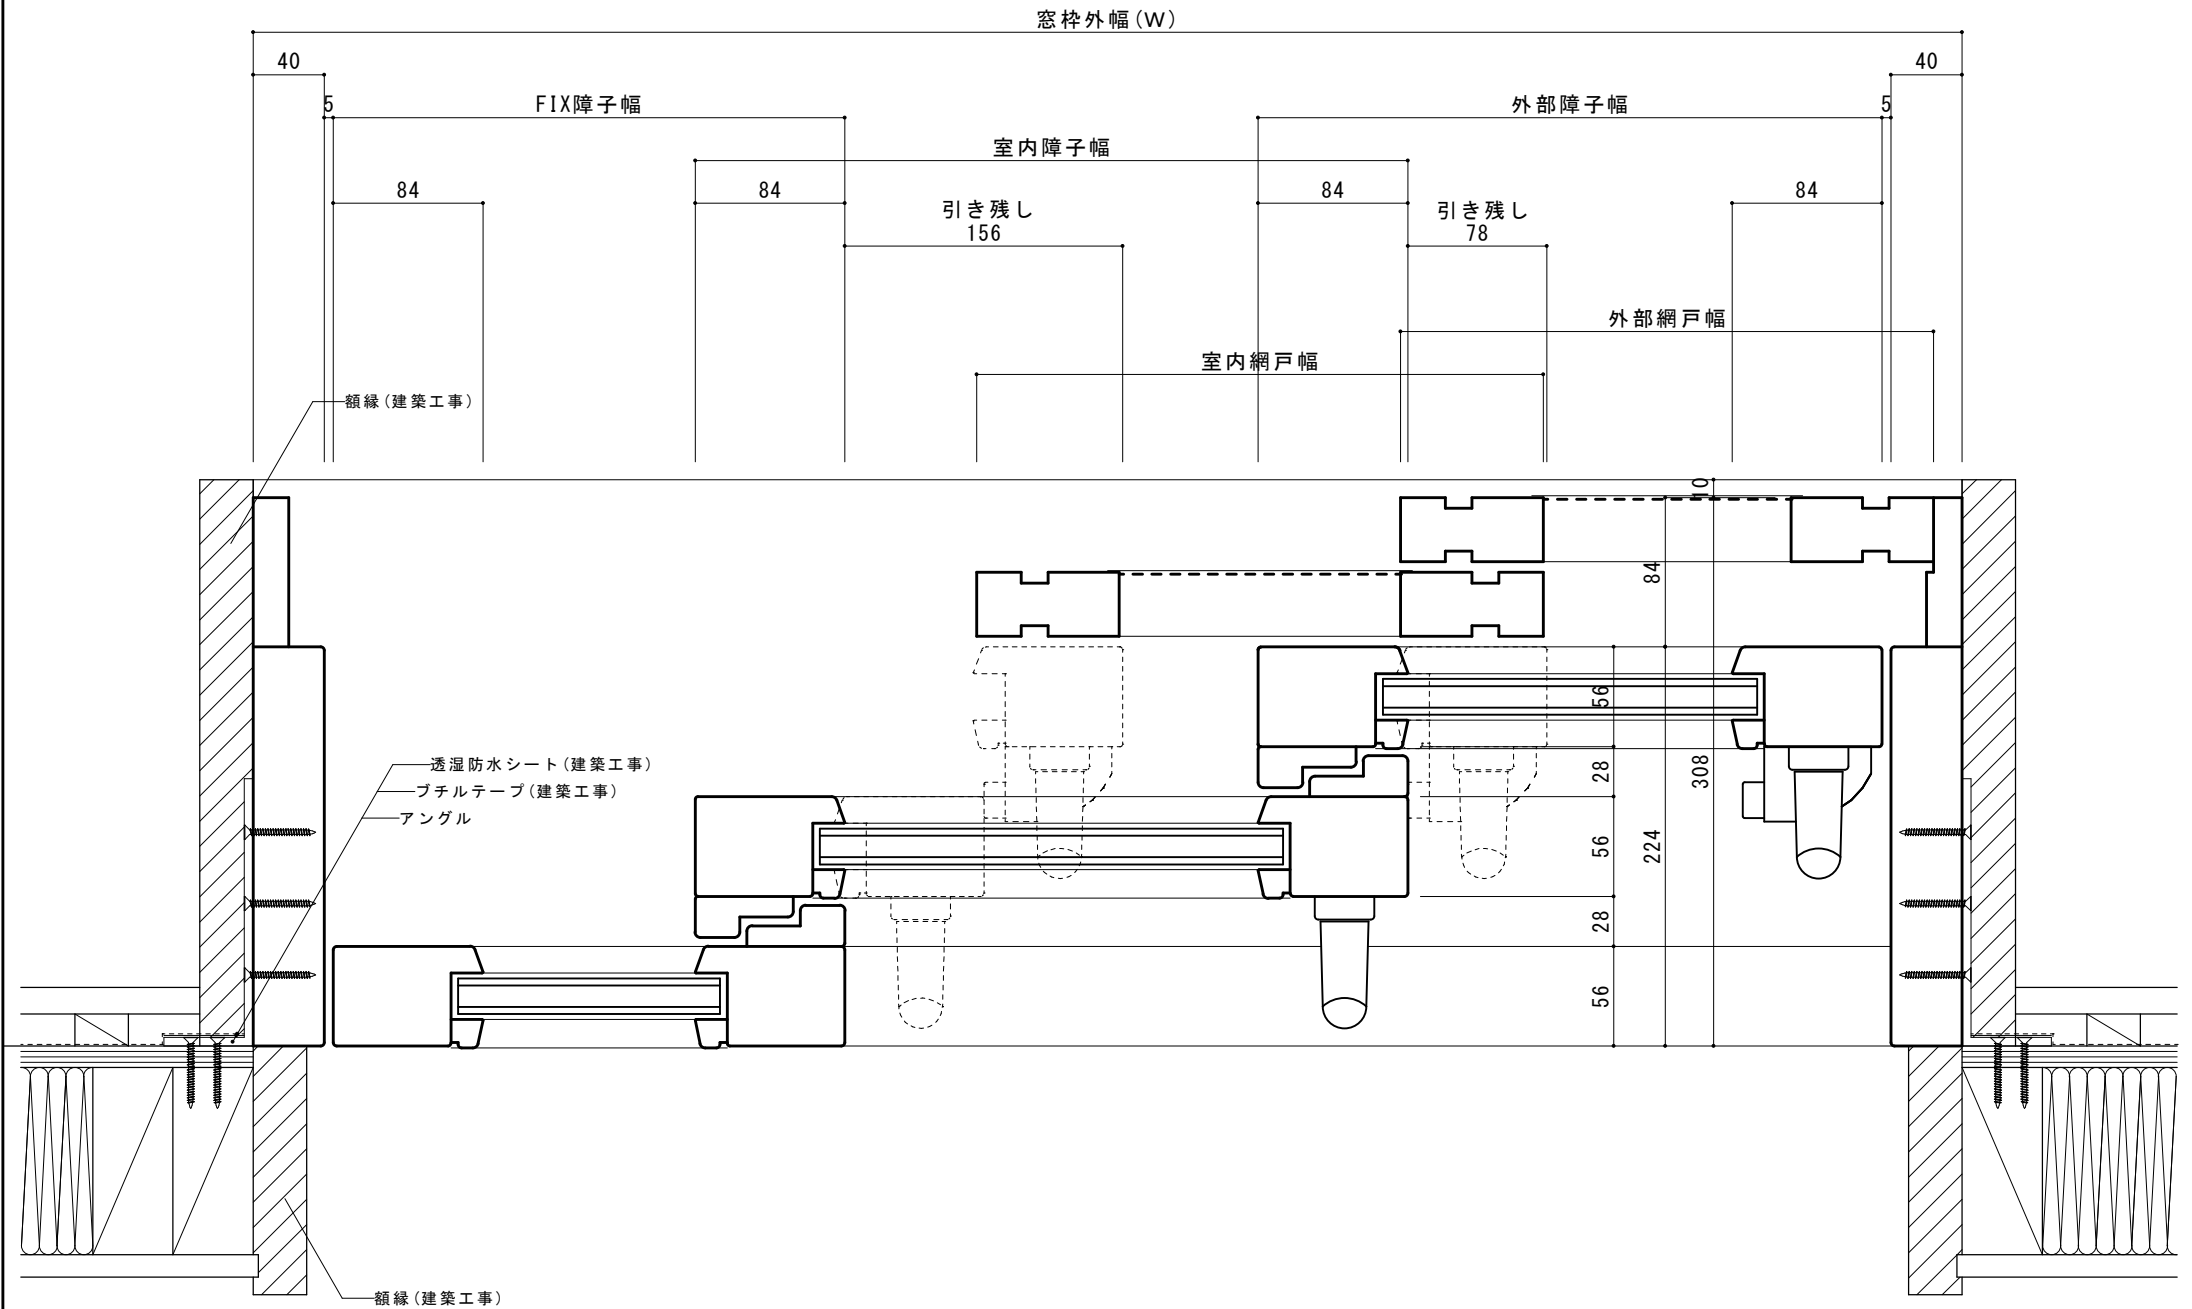 窓枠外幅(W)
40
40
5
FIX障子幅
外部障子幅
5
室内障子幅
84
84
84
84
引き残し
156
引き残し
78
外部網戸幅
室内網戸幅
額縁(建築工事)
10
84
56
透湿防水シート(建築工事)
ブチルテープ(建築工事)
アングル
28
308
56
224
28
56
額縁(建築工事)